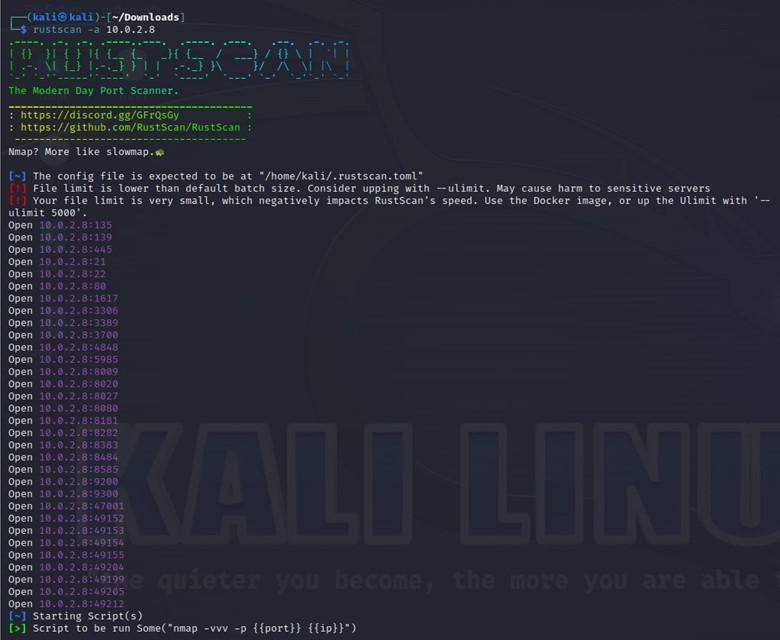 (kali㉿kali)-[~/Downloads]
$ rustscan -a 10.0.2.8
RUSTSCAN
The Modern Day Port Scanner.
: https://discord.gg/GFrQsGy :
: https://github.com/RustScan/RustScan :
Nmap? More like slowmap.🐢
[~] The config file is expected to be at "/home/kali/.rustscan.toml"
[!] File limit is lower than default batch size. Consider upping with --ulimit. May cause harm to sensitive servers
[!] Your file limit is very small, which negatively impacts RustScan's speed. Use the Docker image, or up the Ulimit with '--
ulimit 5000'.
Open 10.0.2.8:135
Open 10.0.2.8:139
Open 10.0.2.8:445
Open 10.0.2.8:21
Open 10.0.2.8:22
Open 10.0.2.8:80
Open 10.0.2.8:1617
Open 10.0.2.8:3306
Open 10.0.2.8:3389
Open 10.0.2.8:3700
Open 10.0.2.8:4848
Open 10.0.2.8:5985
Open 10.0.2.8:8009
Open 10.0.2.8:8020
Open 10.0.2.8:8027
Open 10.0.2.8:8080
Open 10.0.2.8:8181
Open 10.0.2.8:8282
Open 10.0.2.8:8383
Open 10.0.2.8:8484
Open 10.0.2.8:8585
Open 10.0.2.8:9200
Open 10.0.2.8:9300
Open 10.0.2.8:47001
Open 10.0.2.8:49152
Open 10.0.2.8:49153
Open 10.0.2.8:49154
Open 10.0.2.8:49155
Open 10.0.2.8:49204
Open 10.0.2.8:49199
Open 10.0.2.8:49205
Open 10.0.2.8:49212
[~] Starting Script(s)
[>] Script to be run Some("nmap -vvv -p {{port}} {{ip}}")
KALI LINU
quieter you become, the more you are able